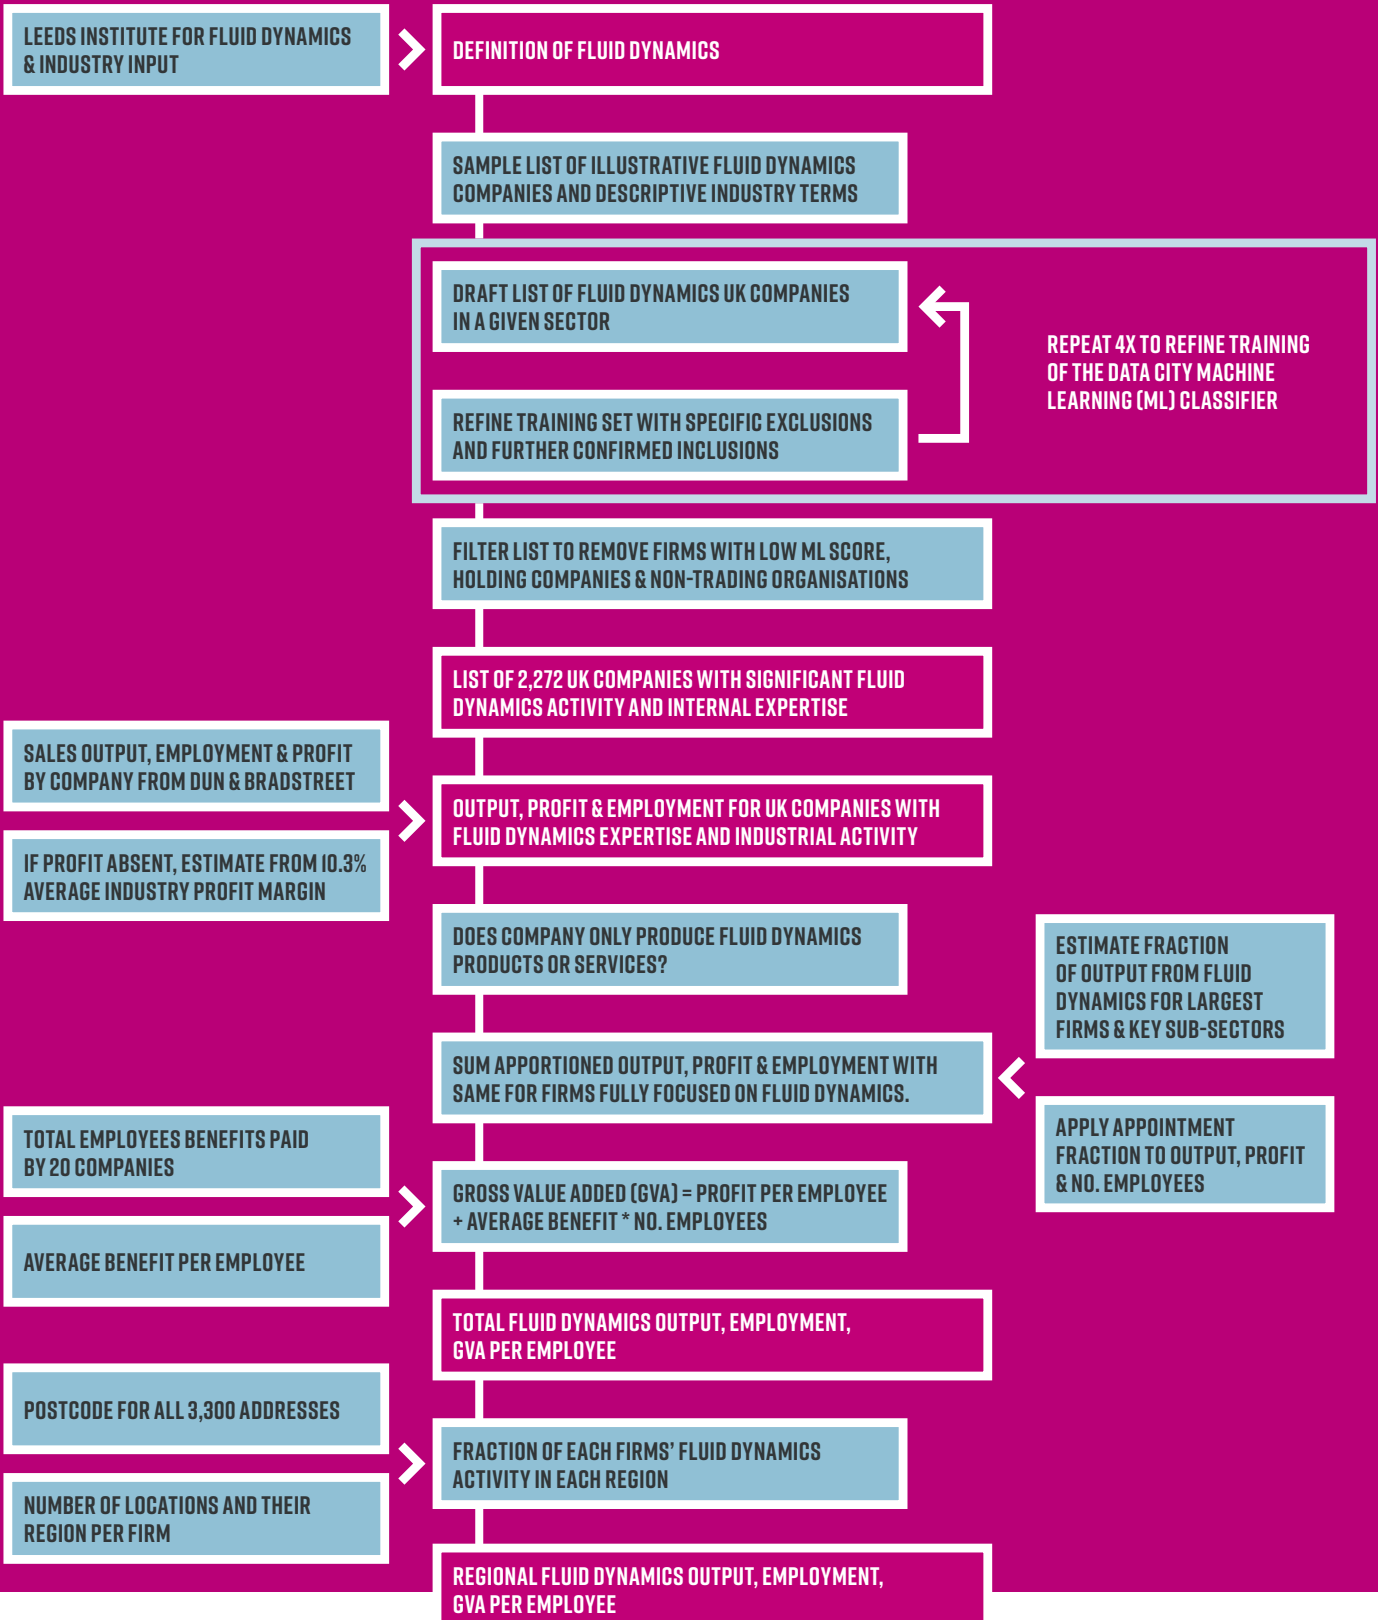 LEEDS INSTITUTE FOR FLUID DYNAMICS
& INDUSTRY INPUT
DEFINITION OF FLUID DYNAMICS
SAMPLE LIST OF ILLUSTRATIVE FLUID DYNAMICS
COMPANIES AND DESCRIPTIVE INDUSTRY TERMS
DRAFT LIST OF FLUID DYNAMICS UK COMPANIES
IN A GIVEN SECTOR
REFINE TRAINING SET WITH SPECIFIC EXCLUSIONS
AND FURTHER CONFIRMED INCLUSIONS
REPEAT 4X TO REFINE TRAINING
OF THE DATA CITY MACHINE
LEARNING (ML) CLASSIFIER
FILTER LIST TO REMOVE FIRMS WITH LOW ML SCORE,
HOLDING COMPANIES & NON-TRADING ORGANISATIONS
LIST OF 2,272 UK COMPANIES WITH SIGNIFICANT FLUID
DYNAMICS ACTIVITY AND INTERNAL EXPERTISE
SALES OUTPUT, EMPLOYMENT & PROFIT
BY COMPANY FROM DUN & BRADSTREET
IF PROFIT ABSENT, ESTIMATE FROM 10.3%
AVERAGE INDUSTRY PROFIT MARGIN
OUTPUT, PROFIT & EMPLOYMENT FOR UK COMPANIES WITH
FLUID DYNAMICS EXPERTISE AND INDUSTRIAL ACTIVITY
DOES COMPANY ONLY PRODUCE FLUID DYNAMICS
PRODUCTS OR SERVICES?
ESTIMATE FRACTION
OF OUTPUT FROM FLUID
DYNAMICS FOR LARGEST
FIRMS & KEY SUB-SECTORS
APPLY APPOINTMENT
FRACTION TO OUTPUT, PROFIT
& NO. EMPLOYEES
SUM APPORTIONED OUTPUT, PROFIT & EMPLOYMENT WITH
SAME FOR FIRMS FULLY FOCUSED ON FLUID DYNAMICS.
TOTAL EMPLOYEES BENEFITS PAID
BY 20 COMPANIES
AVERAGE BENEFIT PER EMPLOYEE
GROSS VALUE ADDED (GVA) = PROFIT PER EMPLOYEE
+ AVERAGE BENEFIT * NO. EMPLOYEES
TOTAL FLUID DYNAMICS OUTPUT, EMPLOYMENT,
GVA PER EMPLOYEE
POSTCODE FOR ALL 3,300 ADDRESSES
NUMBER OF LOCATIONS AND THEIR
REGION PER FIRM
FRACTION OF EACH FIRMS' FLUID DYNAMICS
ACTIVITY IN EACH REGION
REGIONAL FLUID DYNAMICS OUTPUT, EMPLOYMENT,
GVA PER EMPLOYEE